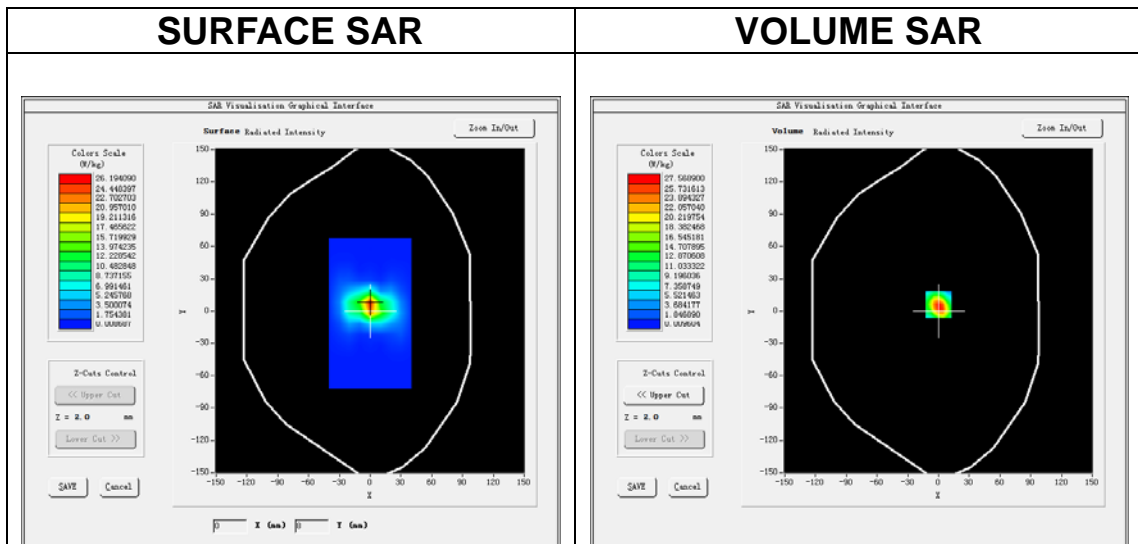 SURFACE SAR
VOLUME SAR
SAR Visualisation Graphical Interface
Surface Radiated Intensity
Zoom In/Out
Colors Scale
(W/kg)
26.194090
24.448397
22.702703
20.957010
19.211316
17.465622
15.719929
13.974235
12.228542
10.482848
8.737155
6.991461
5.245768
3.500074
1.754381
0.008687
150
120
90
60
30
0
-30
-60
-90
-120
-150
Y
-150 -120 -90 -60 -30 0 30 60 90 120 150
X
Z-Cuts Control
<< Upper Cut
Z = 2.0 mm
Lower Cut >>
SAVE Cancel
0 X (mm) 0 Y (mm)
SAR Visualisation Graphical Interface
Volume Radiated Intensity
Zoom In/Out
Colors Scale
(W/kg)
27.568900
25.731613
23.894327
22.057040
20.219754
18.382468
16.545181
14.707895
12.870608
11.033322
9.196036
7.358749
5.521463
3.684177
1.846890
0.009604
150
120
90
60
30
0
-30
-60
-90
-120
-150
Y
-150 -120 -90 -60 -30 0 30 60 90 120 150
X
Z-Cuts Control
<< Upper Cut
Z = 2.0 mm
Lower Cut >>
SAVE Cancel